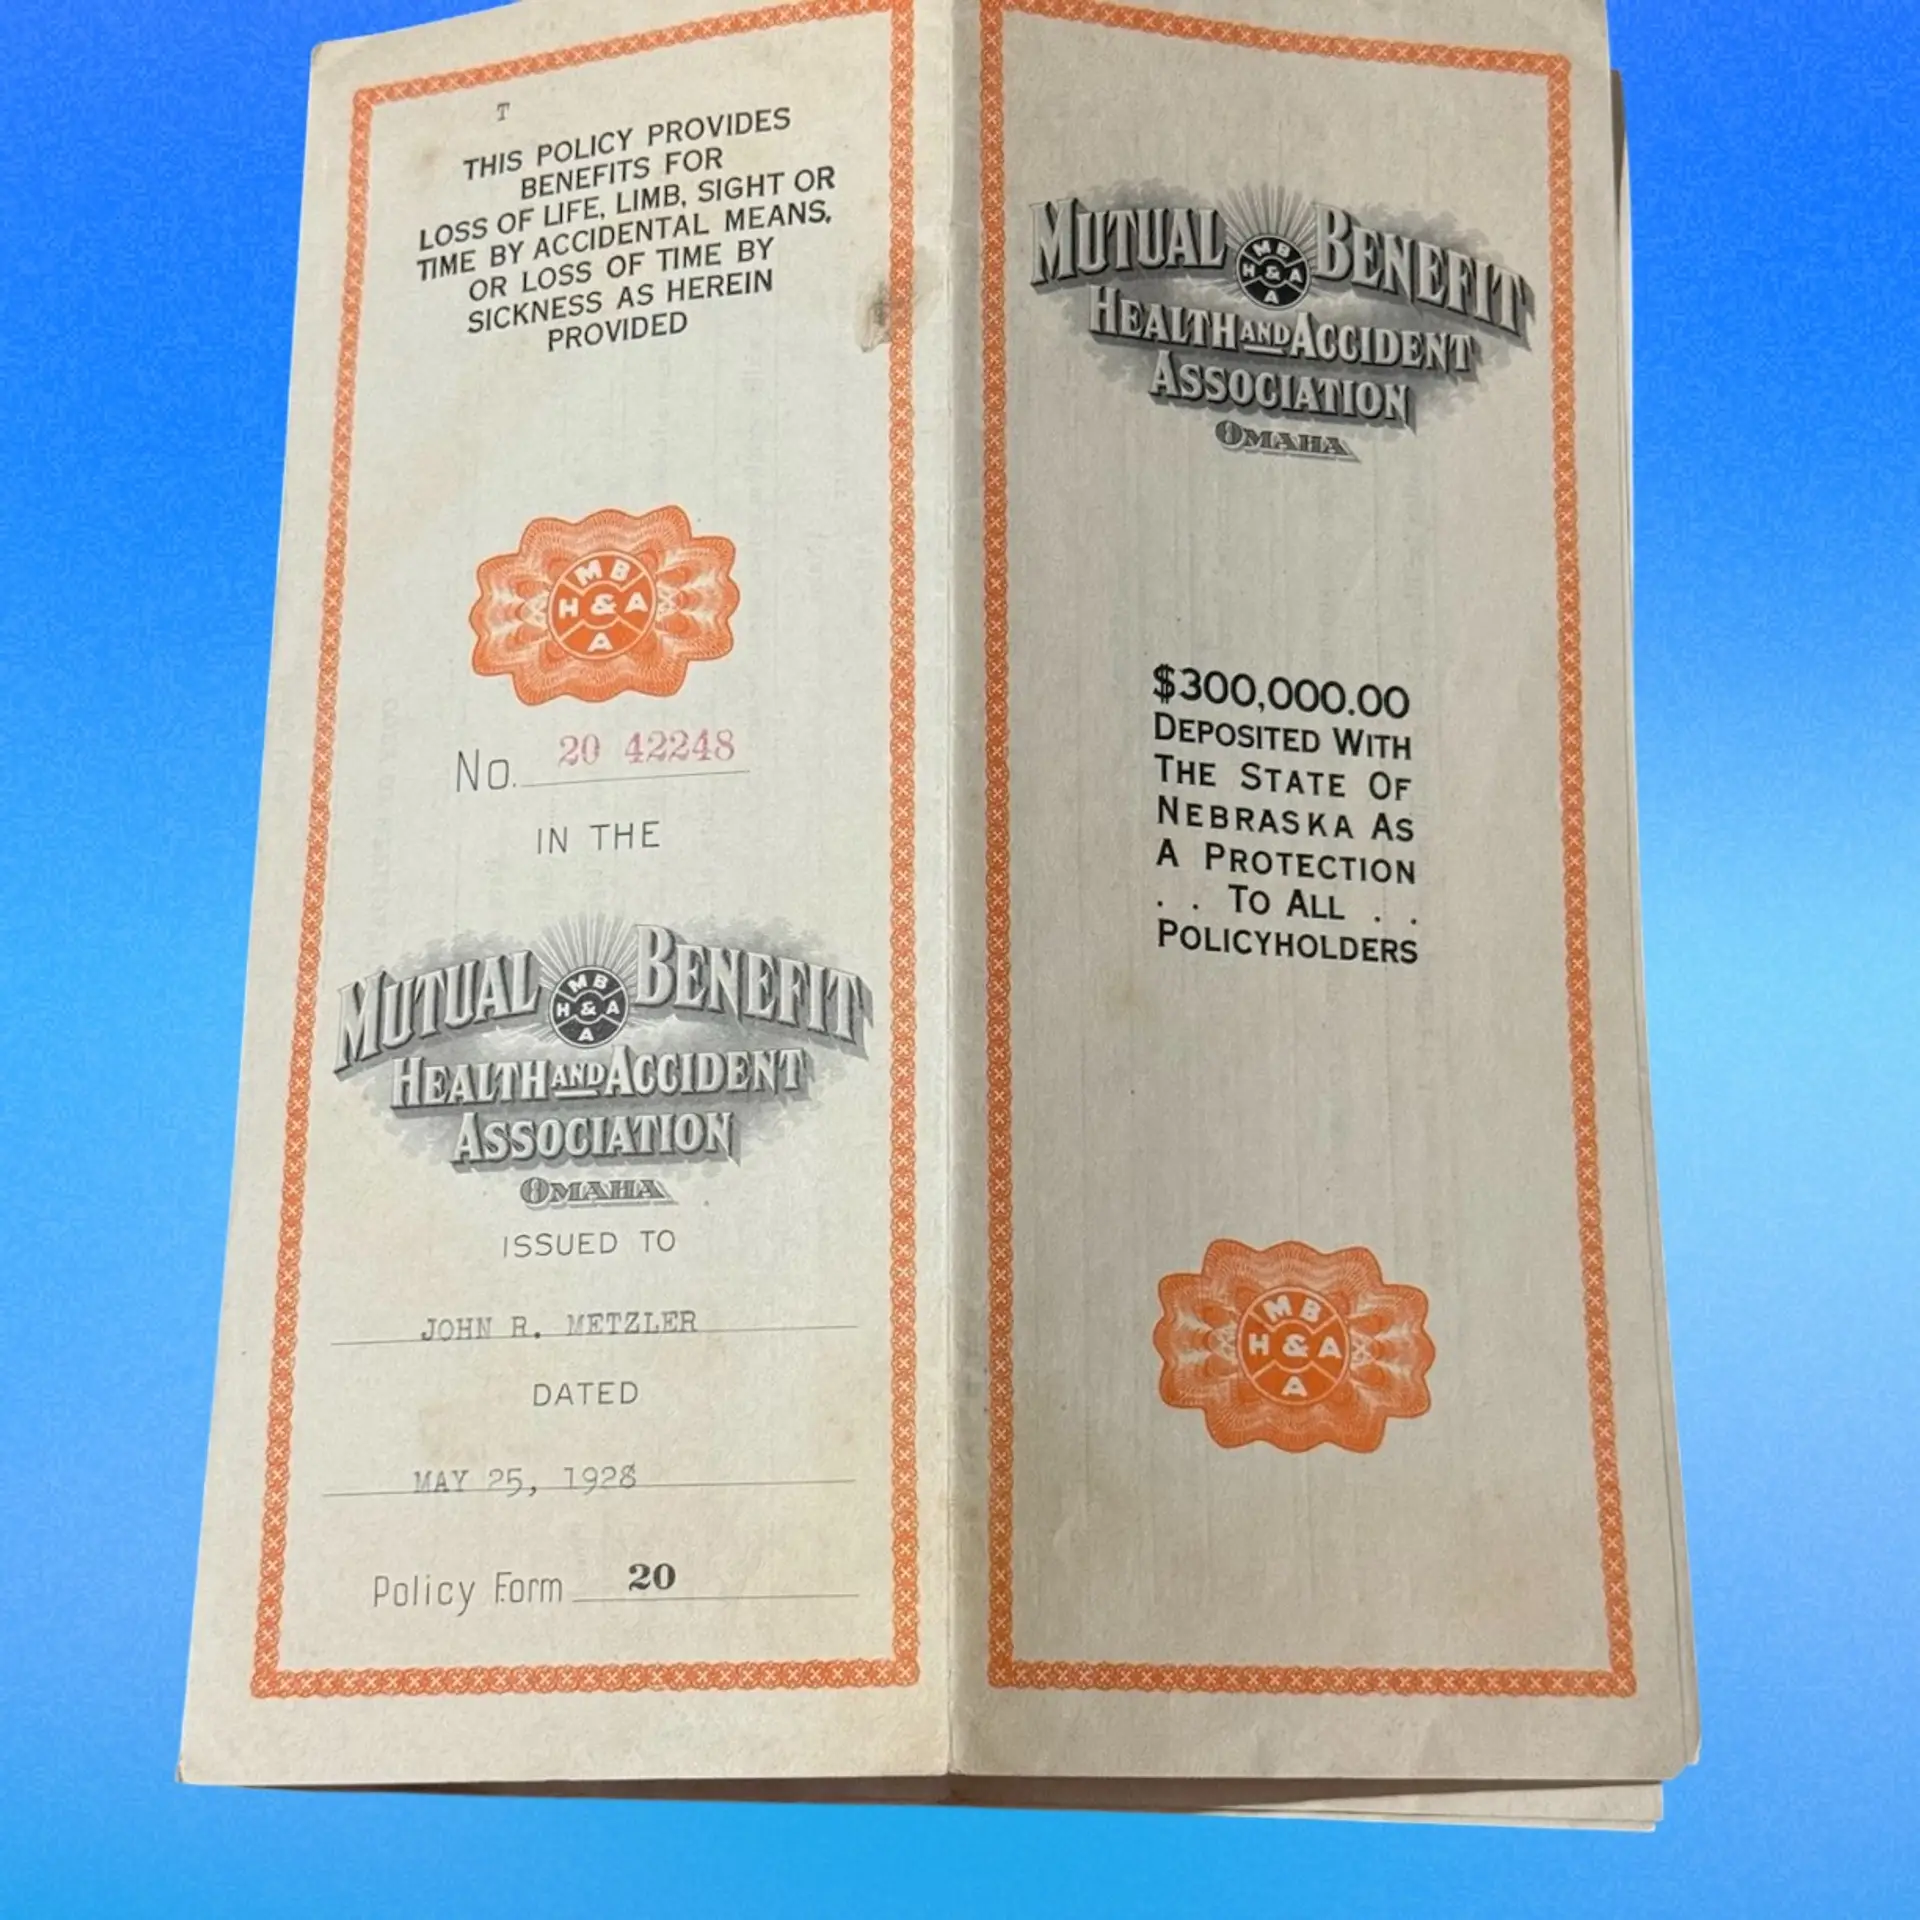 T
THIS POLICY PROVIDES
BENEFITS FOR
LOSS OF LIFE, LIMB, SIGHT OR
TIME BY ACCIDENTAL MEANS,
OR LOSS OF TIME BY
SICKNESS AS HEREIN
PROVIDED
M B
H & A
A
No. 20 42248
IN THE
MUTUAL BENEFIT
M B
H & A
A
HEALTH AND ACCIDENT
ASSOCIATION
OMAHA
ISSUED TO
JOHN R. METZLER
DATED
MAY 25, 1928
Policy Form 20
MUTUAL BENEFIT
M B
H & A
A
HEALTH AND ACCIDENT
ASSOCIATION
OMAHA
$300,000.00
DEPOSITED WITH
THE STATE OF
NEBRASKA AS
A PROTECTION
. . TO ALL . .
POLICYHOLDERS
M B
H & A
A